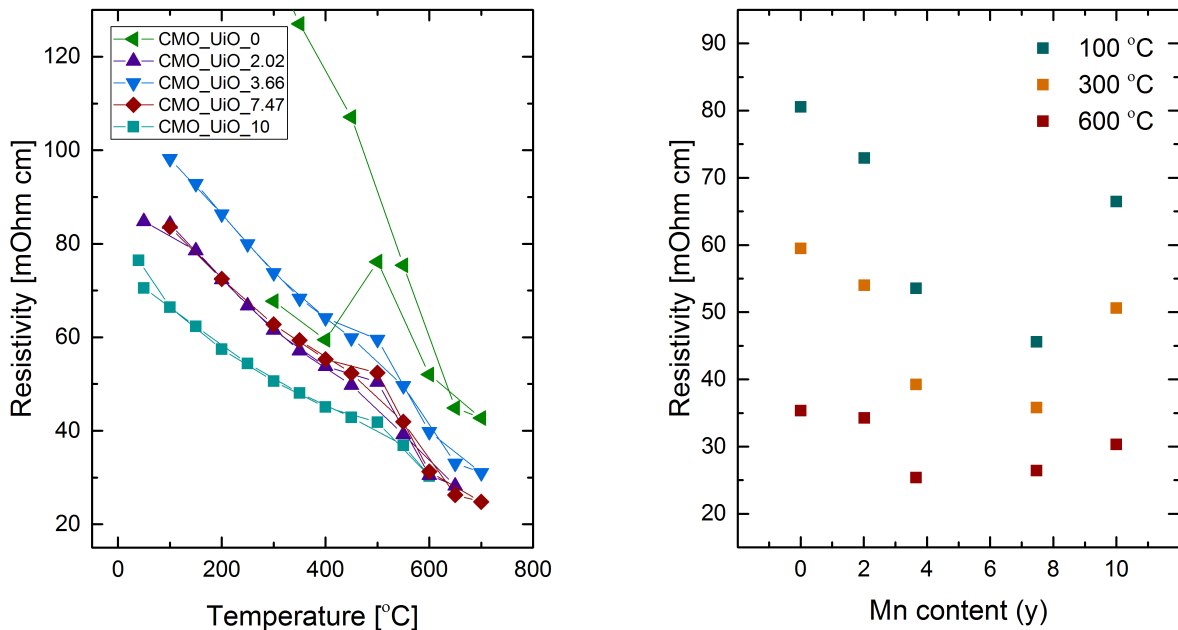 120
100
80
60
40
20
Resistivity [mOhm cm]
CMO_UiO_0
CMO_UiO_2.02
CMO_UiO_3.66
CMO_UiO_7.47
CMO_UiO_10
0 200 400 600 800
Temperature [°C]
90
80
70
60
50
40
30
20
Resistivity [mOhm cm]
100 °C
300 °C
600 °C
0 2 4 6 8 10
Mn content (y)